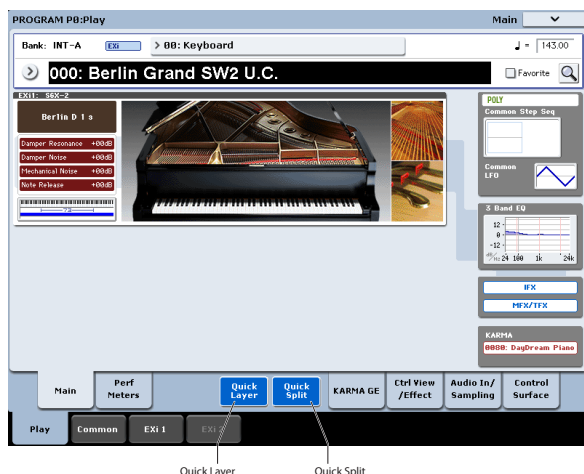 PROGRAM P0:Play
Main
Bank: INT-A
EXi
00: Keyboard
♩ = 143.00
000: Berlin Grand SW2 U.C.
Favorite
EXi1: SGX-2
Berlin D 1 s
Damper Resonance +00dB
Damper Noise +00dB
Mechanical Noise +00dB
Note Release +00dB
73
POLY
Common Step Seq
Common LFO
3 Band EQ
12
0
-12
dB/Hz 24 100 1k 24k
IFX
MFX/TFX
KARMA
0080: DayDream Piano
Main
Perf Meters
Quick Layer
Quick Split
KARMA GE
Ctrl View /Effect
Audio In/ Sampling
Control Surface
Play
Common
EXi 1
EXi 2
Quick Layer
Quick Split